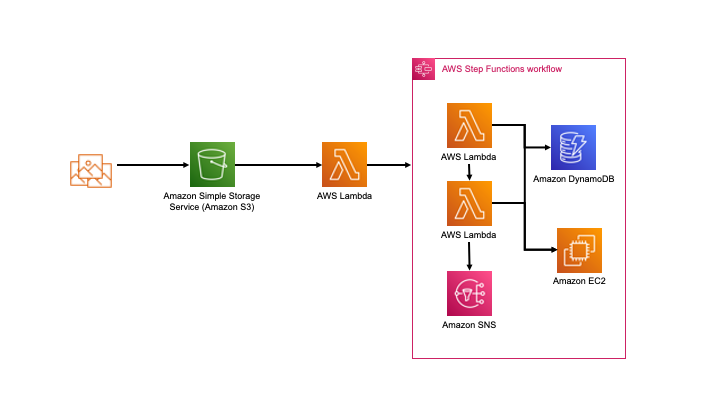 AWS Step Functions workflow
AWS Lambda
Amazon DynamoDB
Amazon Simple Storage
Service (Amazon S3)
AWS Lambda
AWS Lambda
Amazon EC2
Amazon SNS